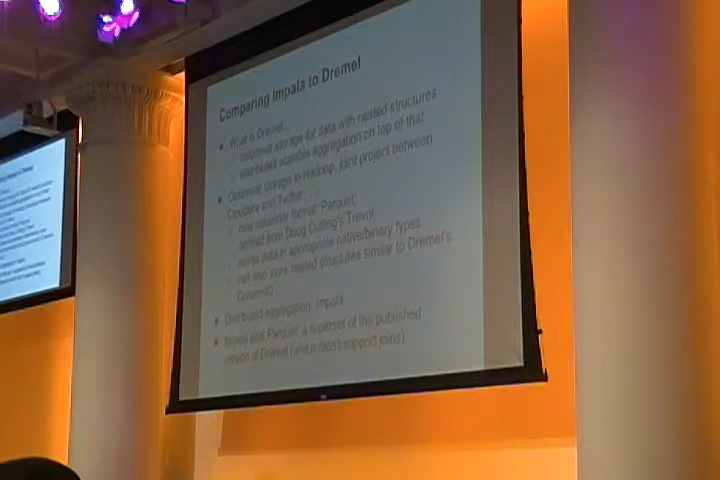 Comparing Impala to Dremel
What is Dremel:
columnar storage for data with nested structures
distributed scalable aggregation on top of that
Columnar storage in Hadoop: joint project between
Cloudera and Twitter
new columnar format: Parquet;
derived from Doug Cutting's Trevni
stores data in appropriate native/binary types
can also store nested structures similar to Dremel's
ColumnIO
Distributed aggregation: Impala
Impala plus Parquet: a superset of the published
version of Dremel (which didn't support joins)